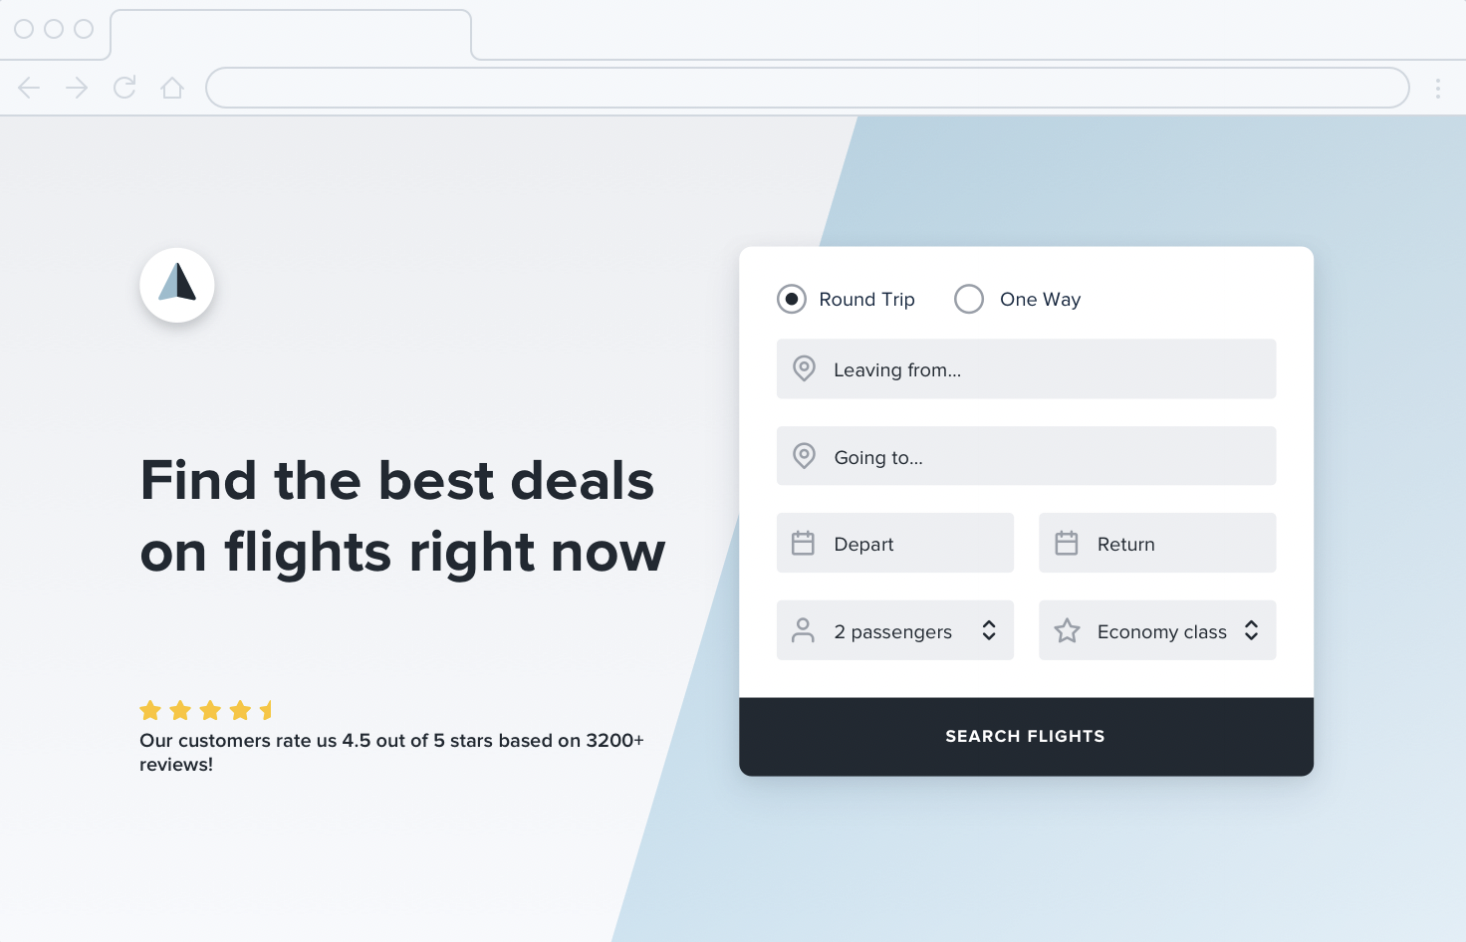 Find the best deals
on flights right now
Our customers rate us 4.5 out of 5 stars based on 3200+
reviews!
Round Trip
One Way
Leaving from...
Going to...
Depart
Return
2 passengers
Economy class
SEARCH FLIGHTS